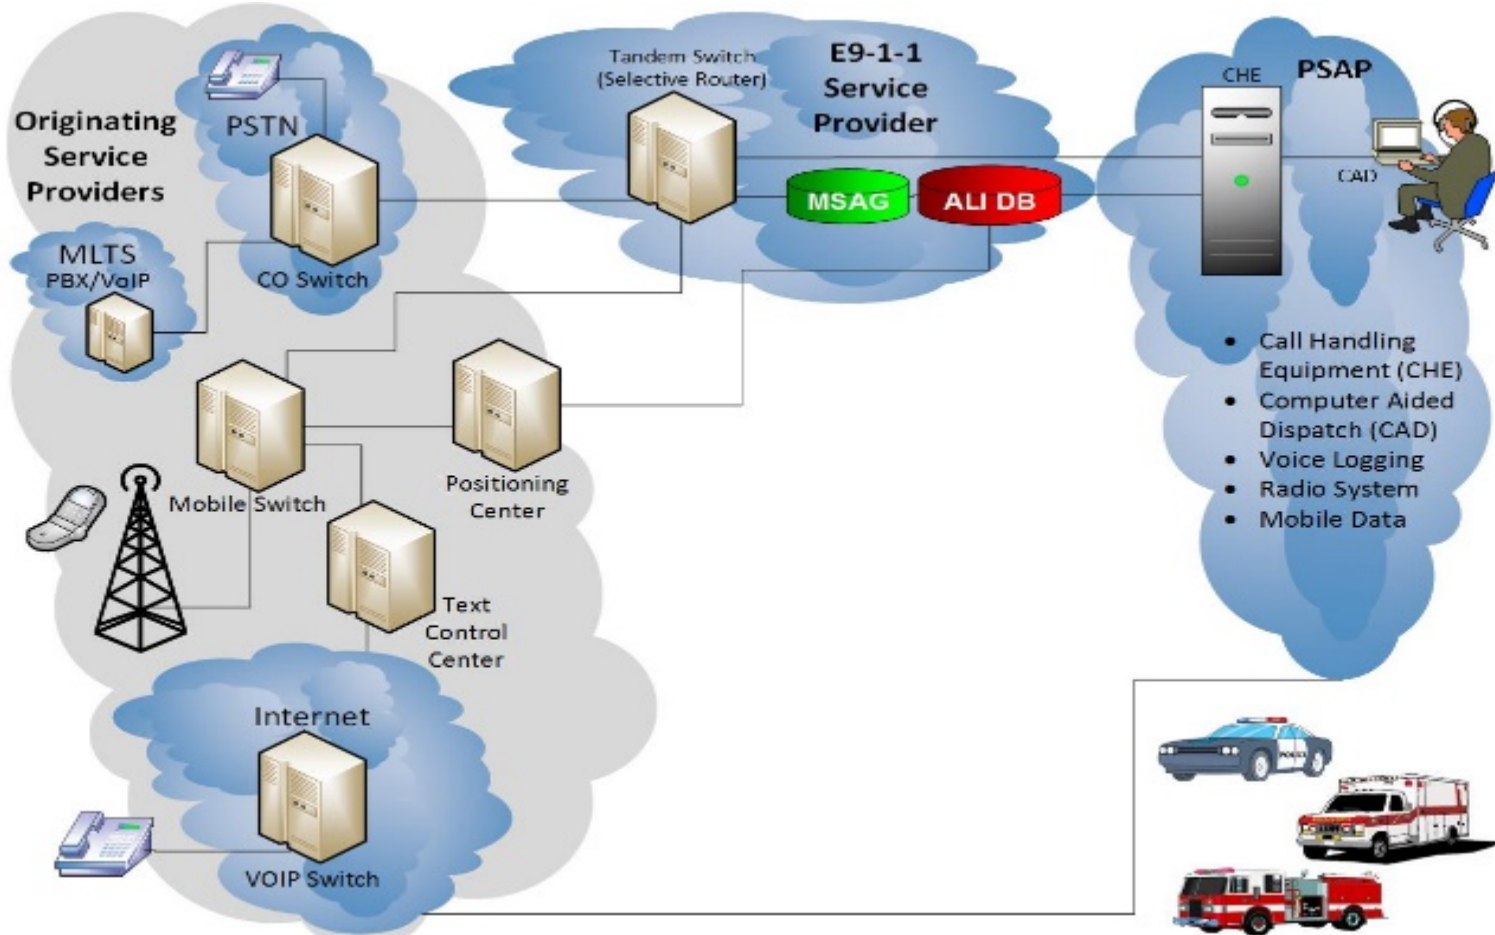 Originating
Service
Providers
PSTN
CO Switch
MLTS
PBX/VoIP
Mobile Switch
Positioning
Center
Text
Control
Center
Internet
VOIP Switch
Tandem Switch
(Selective Router)
E9-1-1
Service
Provider
MSAG
ALI DB
CHE
PSAP
CAD
• Call Handling
Equipment (CHE)
• Computer Aided
Dispatch (CAD)
• Voice Logging
• Radio System
• Mobile Data
POLICE